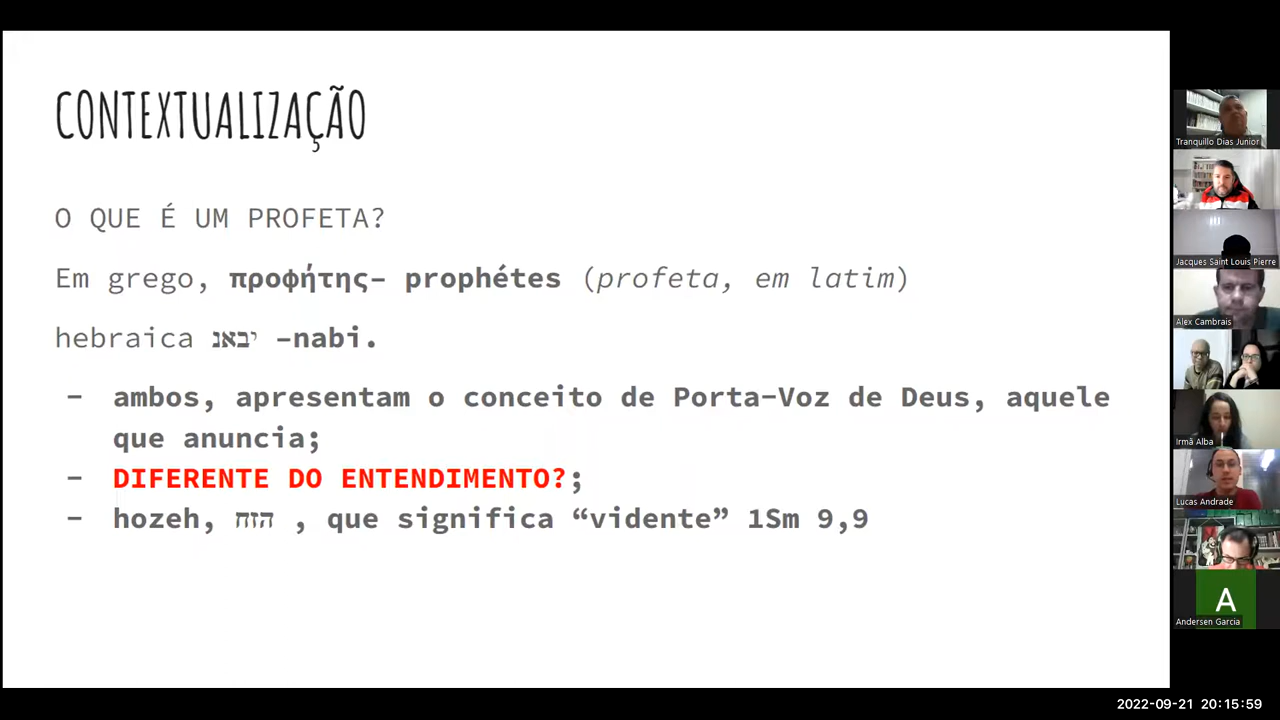 CONTEXTUALIZAÇÃO
O QUE É UM PROFETA?
Em grego, προφήτης– prophétes (profeta, em latim)
hebraica יבאנ –nabi.
- ambos, apresentam o conceito de Porta-Voz de Deus, aquele
que anuncia;
- DIFERENTE DO ENTENDIMENTO?;
- hozeh, הזח , que significa “vidente” 1Sm 9,9
Tranquillo Dias Junior
Jacques Saint Louis Pierre
Alex Cambrais
Irmã Alba
Lucas Andrade
A
Andersen Garcia
2022-09-21 20:15:59